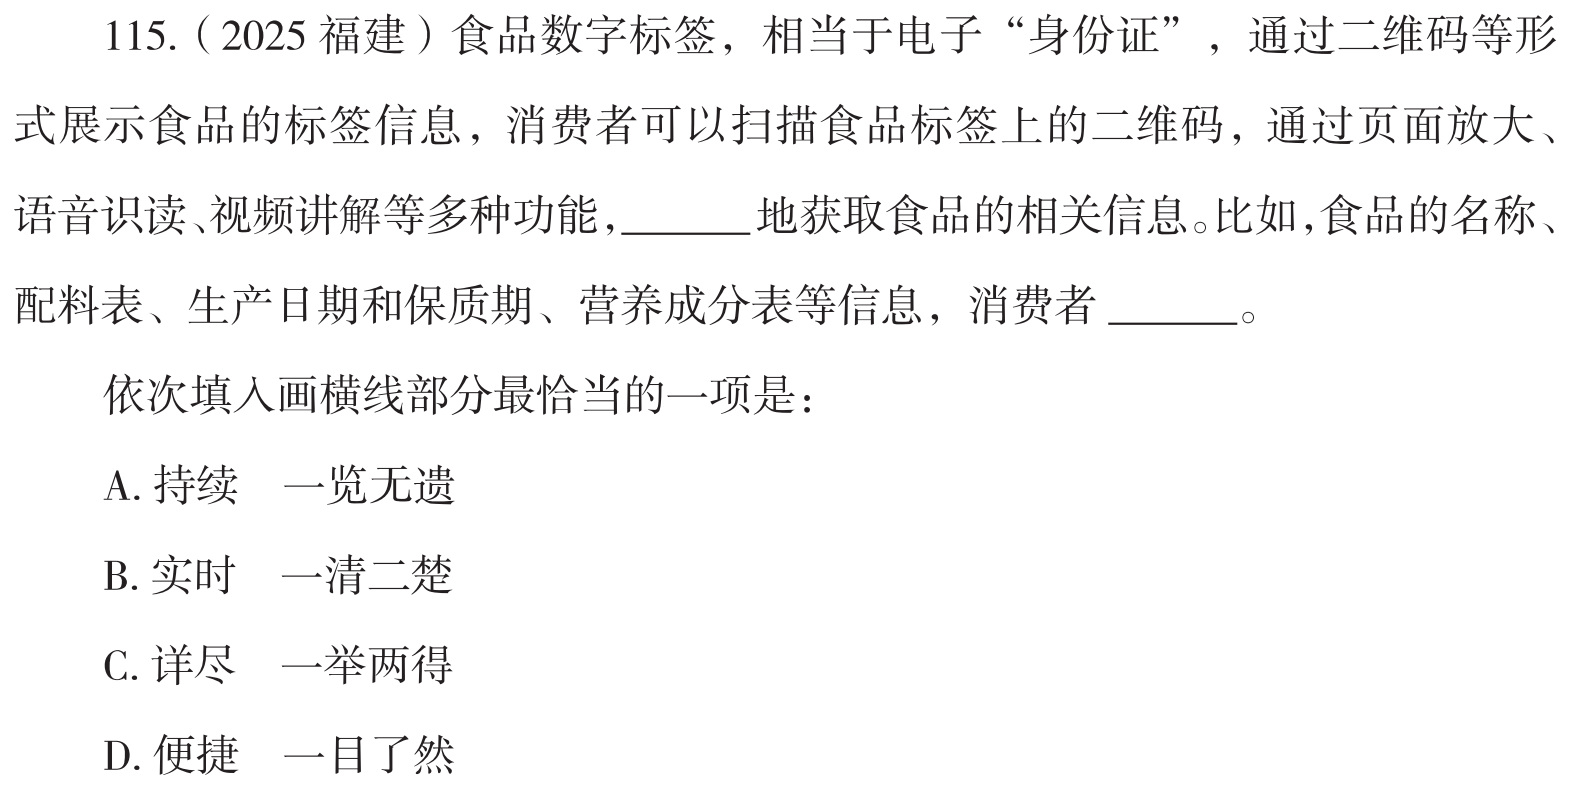 115.（2025 福建）食品数字标签，相当于电子“身份证”，通过二维码等形
式展示食品的标签信息，消费者可以扫描食品标签上的二维码，通过页面放大、
语音识读、视频讲解等多种功能，______地获取食品的相关信息。比如，食品的名称、
配料表、生产日期和保质期、营养成分表等信息，消费者 ______。
依次填入画横线部分最恰当的一项是：
A. 持续　一览无遗
B. 实时　一清二楚
C. 详尽　一举两得
D. 便捷　一目了然